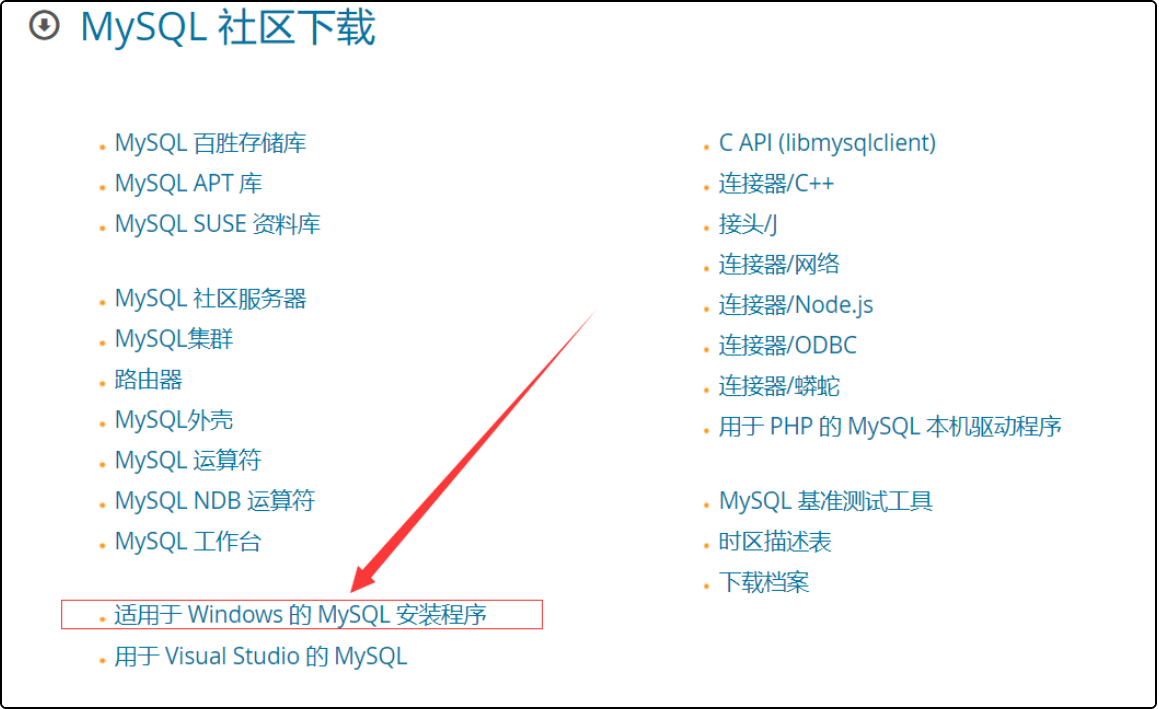 MySQL 社区下载
MySQL 百胜存储库
MySQL APT 库
MySQL SUSE 资料库
MySQL 社区服务器
MySQL集群
路由器
MySQL外壳
MySQL 运算符
MySQL NDB 运算符
MySQL 工作台
适用于 Windows 的 MySQL 安装程序
用于 Visual Studio 的 MySQL
C API (libmysqlclient)
连接器/C++
接头/J
连接器/网络
连接器/Node.js
连接器/ODBC
连接器/蟒蛇
用于 PHP 的 MySQL 本机驱动程序
MySQL 基准测试工具
时区描述表
下载档案